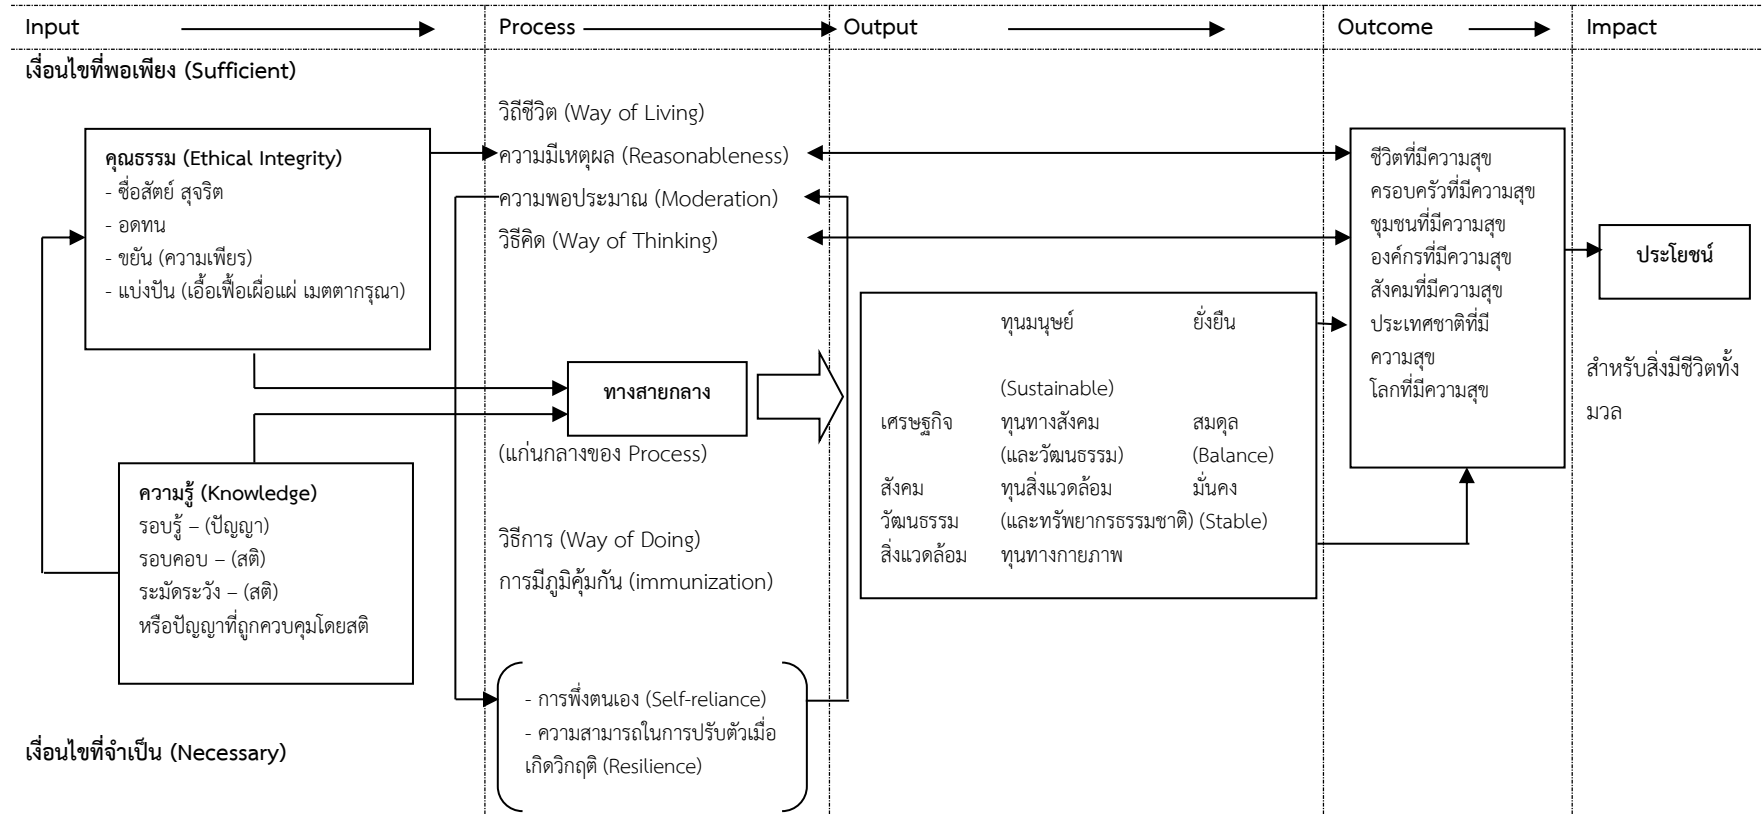 Input
Process
Output
Outcome
Impact
เงื่อนไขที่พอเพียง (Sufficient)
คุณธรรม (Ethical Integrity)
- ซื่อสัตย์ สุจริต
- อดทน
- ขยัน (ความเพียร)
- แบ่งปัน (เอื้อเฟื้อเผื่อแผ่ เมตตากรุณา)
ความรู้ (Knowledge)
รอบรู้ – (ปัญญา)
รอบคอบ – (สติ)
ระมัดระวัง – (สติ)
หรือปัญญาที่ถูกควบคุมโดยสติ
เงื่อนไขที่จำเป็น (Necessary)
วิถีชีวิต (Way of Living)
ความมีเหตุผล (Reasonableness)
ความพอประมาณ (Moderation)
วิธีคิด (Way of Thinking)
ทางสายกลาง
(แก่นกลางของ Process)
วิธีการ (Way of Doing)
การมีภูมิคุ้มกัน (immunization)
- การพึ่งตนเอง (Self-reliance)
- ความสามารถในการปรับตัวเมื่อ
เกิดวิกฤติ (Resilience)
ทุนมนุษย์ ยั่งยืน
(Sustainable)
เศรษฐกิจ ทุนทางสังคม สมดุล
(และวัฒนธรรม) (Balance)
สังคม ทุนสิ่งแวดล้อม มั่นคง
วัฒนธรรม (และทรัพยากรธรรมชาติ) (Stable)
สิ่งแวดล้อม ทุนทางกายภาพ
ชีวิตที่มีความสุข
ครอบครัวที่มีความสุข
ชุมชนที่มีความสุข
องค์กรที่มีความสุข
สังคมที่มีความสุข
ประเทศชาติที่มี
ความสุข
โลกที่มีความสุข
ประโยชน์
สำหรับสิ่งมีชีวิตทั้ง
มวล